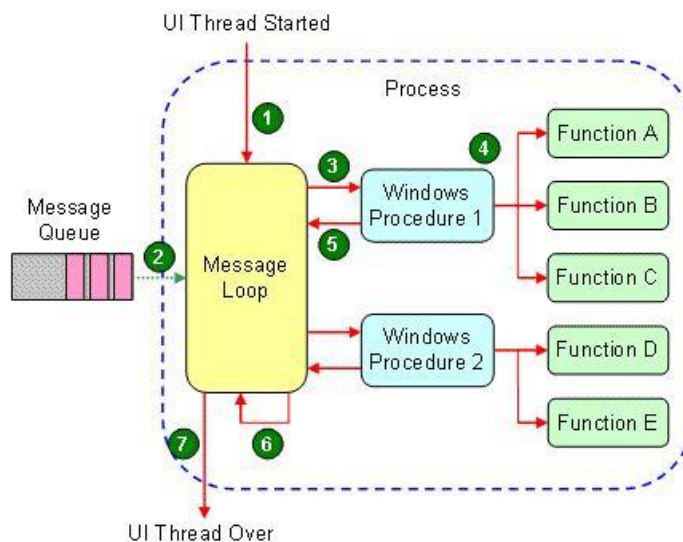 UI Thread Started
Process
1
4
Function A
3
Windows
Procedure 1
Function B
5
Message
Queue
2
Message
Loop
Function C
Windows
Procedure 2
Function D
6
Function E
7
UI Thread Over